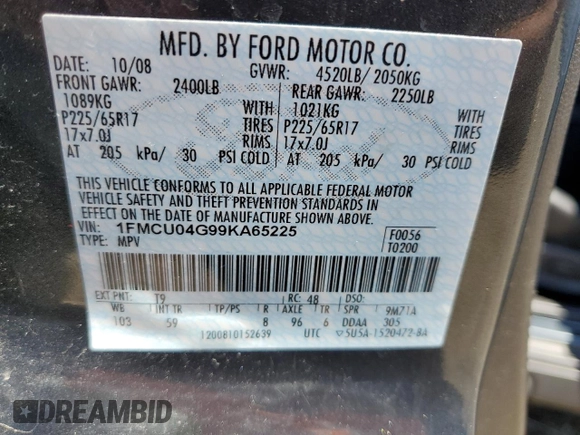 MFD. BY FORD MOTOR CO.
DATE: 10/08 GVWR: 4520LB/ 2050KG
FRONT GAWR: 2400LB REAR GAWR: 2250LB
1089KG 1021KG
P225/65R17 WITH TIRES P225/65R17 WITH TIRES
17x7.0J RIMS 17x7.0J RIMS
AT 205 kPa/ 30 PSI COLD AT 205 kPa/ 30 PSI COLD
THIS VEHICLE CONFORMS TO ALL APPLICABLE FEDERAL MOTOR
VEHICLE SAFETY AND THEFT PREVENTION STANDARDS IN
EFFECT ON THE DATE OF MANUFACTURE SHOWN ABOVE.
VIN: 1FMCU04G99KA65225 F0056
TYPE: MPV T0200
EXT PNT: T9 RC: 48 DSO:
WB INT TR TP/PS R AXLE TR SPR 9M71A
103 59 8 96 6 DDAA 305
1200810152639 UTC 5U5A-1520472-BA
DREAMBID